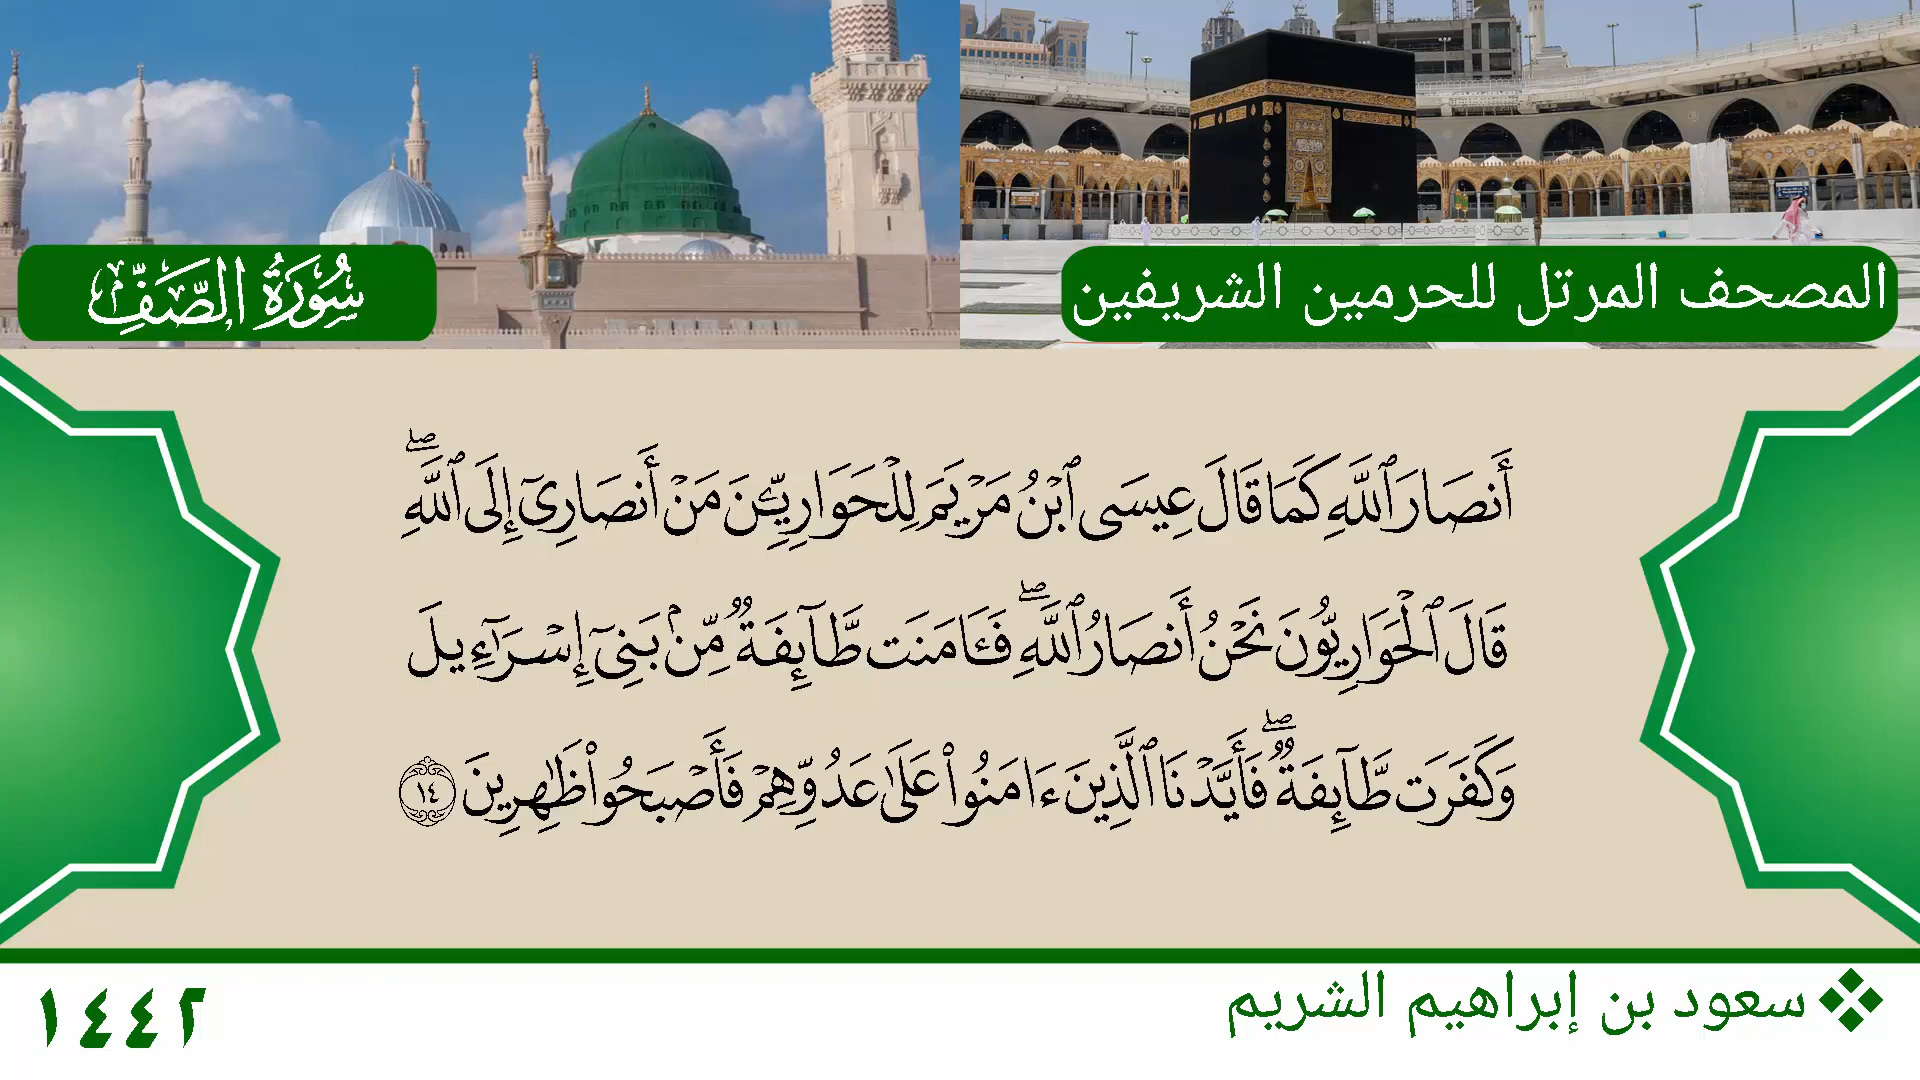 المصحف المرتل للحرمين الشريفين
سُورَةُ الصَّفِّ
أَنصَارَ ٱللَّهِ كَمَا قَالَ عِيسَى ٱبْنُ مَرْيَمَ لِلْحَوَارِيِّـۧنَ مَنْ أَنصَارِىٓ إِلَى ٱللَّهِۖ
قَالَ ٱلْحَوَارِيُّونَ نَحْنُ أَنصَارُ ٱللَّهِۖ فَـَٔامَنَت طَّآئِفَةٌ مِّنۢ بَنِىٓ إِسْرَٰٓءِيلَ
وَكَفَرَت طَّآئِفَةٌۖ فَأَيَّدْنَا ٱلَّذِينَ ءَامَنُوا۟ عَلَىٰ عَدُوِّهِمْ فَأَصْبَحُوا۟ ظَٰهِرِينَ ١٤
سعود بن إبراهيم الشريم
١٤٤٢